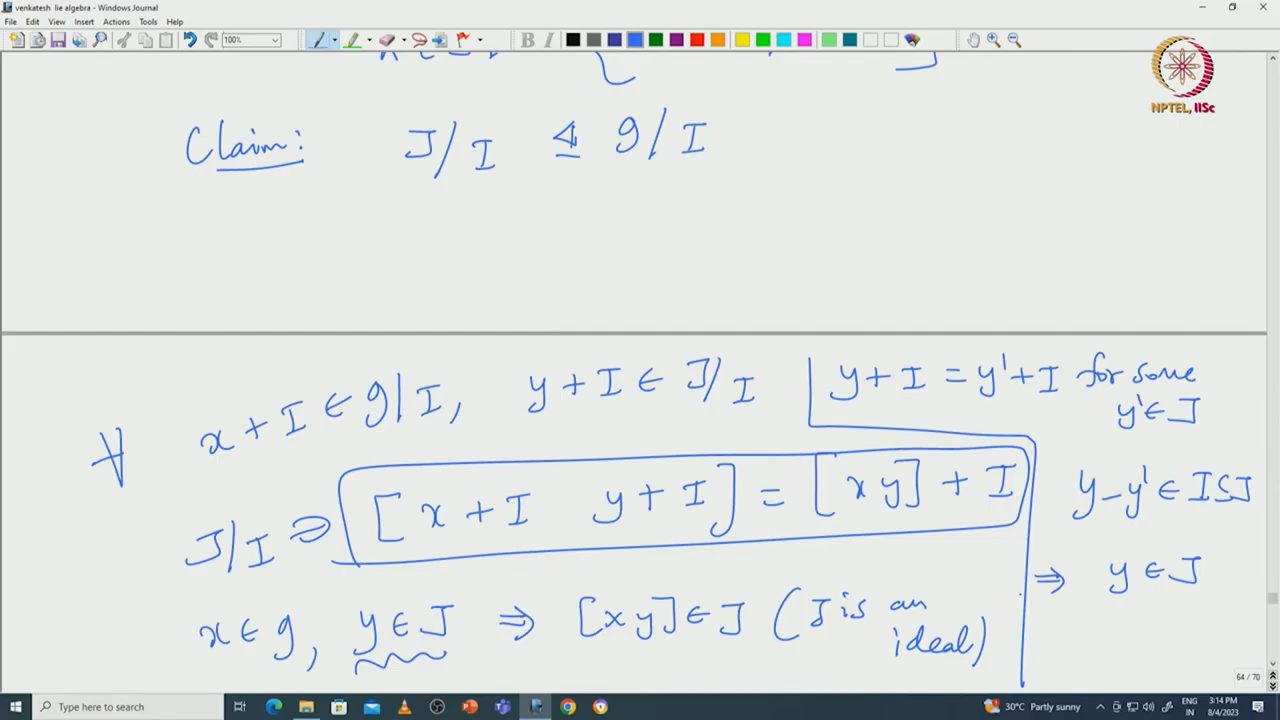 venkatesh lie algebra - Windows Journal
File Edit View Insert Actions Tools Help
100%
B I
NPTEL, IISc
Claim: J/I ⊴ g/I
∀ x + I ∈ g/I, y + I ∈ J/I
y + I = y' + I for some
y' ∈ J
J/I ∋ [x + I y + I] = [x y] + I
y - y' ∈ I ⊆ J
⇒ y ∈ J
x ∈ g, y ∈ J ⇒ [x y] ∈ J (J is an
ideal)
64 / 70
Type here to search
30°C Partly sunny
ENG
IN
3:14 PM
8/4/2023